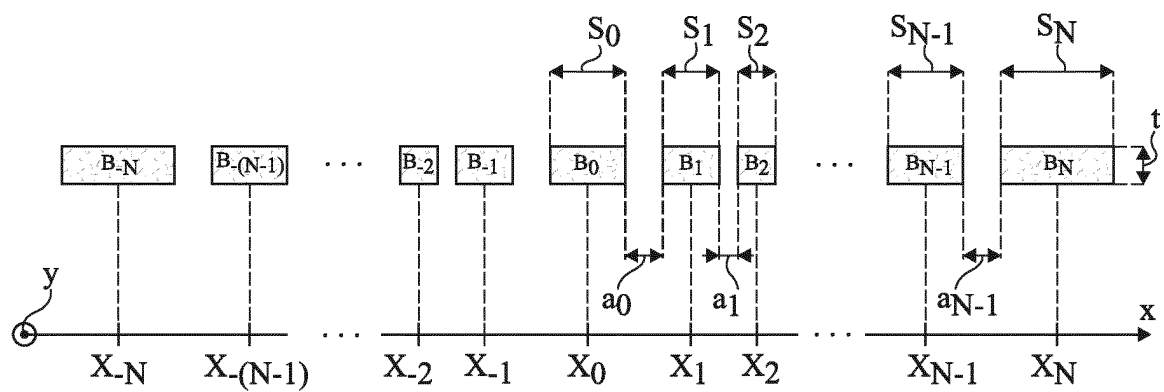 S0 S1 S2 SN-1 SN
B-N B-(N-1) ... B-2 B-1 B0 B1 B2 ... BN-1 BN t
y a0 a1 aN-1 x
... ...
X-N X-(N-1) X-2 X-1 X0 X1 X2 XN-1 XN